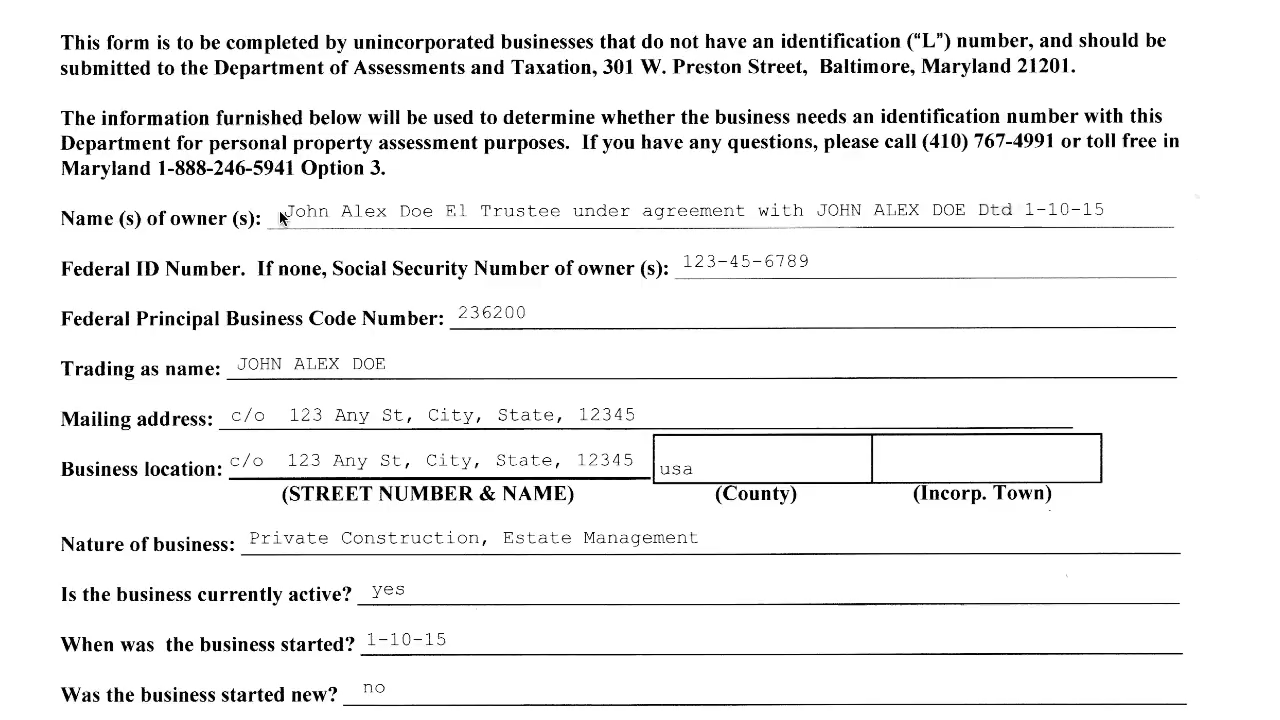 This form is to be completed by unincorporated businesses that do not have an identification (“L”) number, and should be
submitted to the Department of Assessments and Taxation, 301 W. Preston Street, Baltimore, Maryland 21201.
The information furnished below will be used to determine whether the business needs an identification number with this
Department for personal property assessment purposes. If you have any questions, please call (410) 767-4991 or toll free in
Maryland 1-888-246-5941 Option 3.
Name (s) of owner (s): John Alex Doe El Trustee under agreement with JOHN ALEX DOE Dtd 1-10-15
Federal ID Number. If none, Social Security Number of owner (s): 123-45-6789
Federal Principal Business Code Number: 236200
Trading as name: JOHN ALEX DOE
Mailing address: c/o 123 Any St, City, State, 12345
Business location: c/o 123 Any St, City, State, 12345 usa
(STREET NUMBER & NAME) (County) (Incorp. Town)
Nature of business: Private Construction, Estate Management
Is the business currently active? yes
When was the business started? 1-10-15
Was the business started new? no